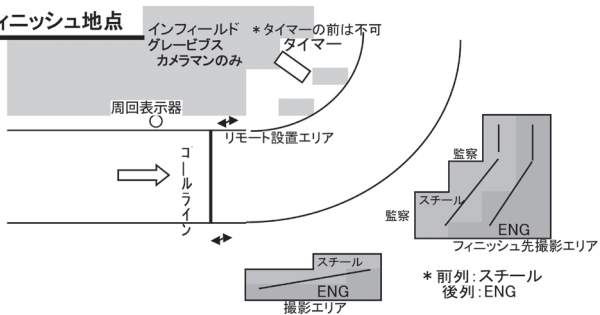 ィニッシュ地点
インフィールド
グレービブス
カメラマンのみ
＊タイマーの前は不可
タイマー
周回表示器
リモート設置エリア
ゴールライン
監察
スチール
監察
ENG
フィニッシュ先撮影エリア
スチール
ENG
撮影エリア
＊前列：スチール
後列：ENG